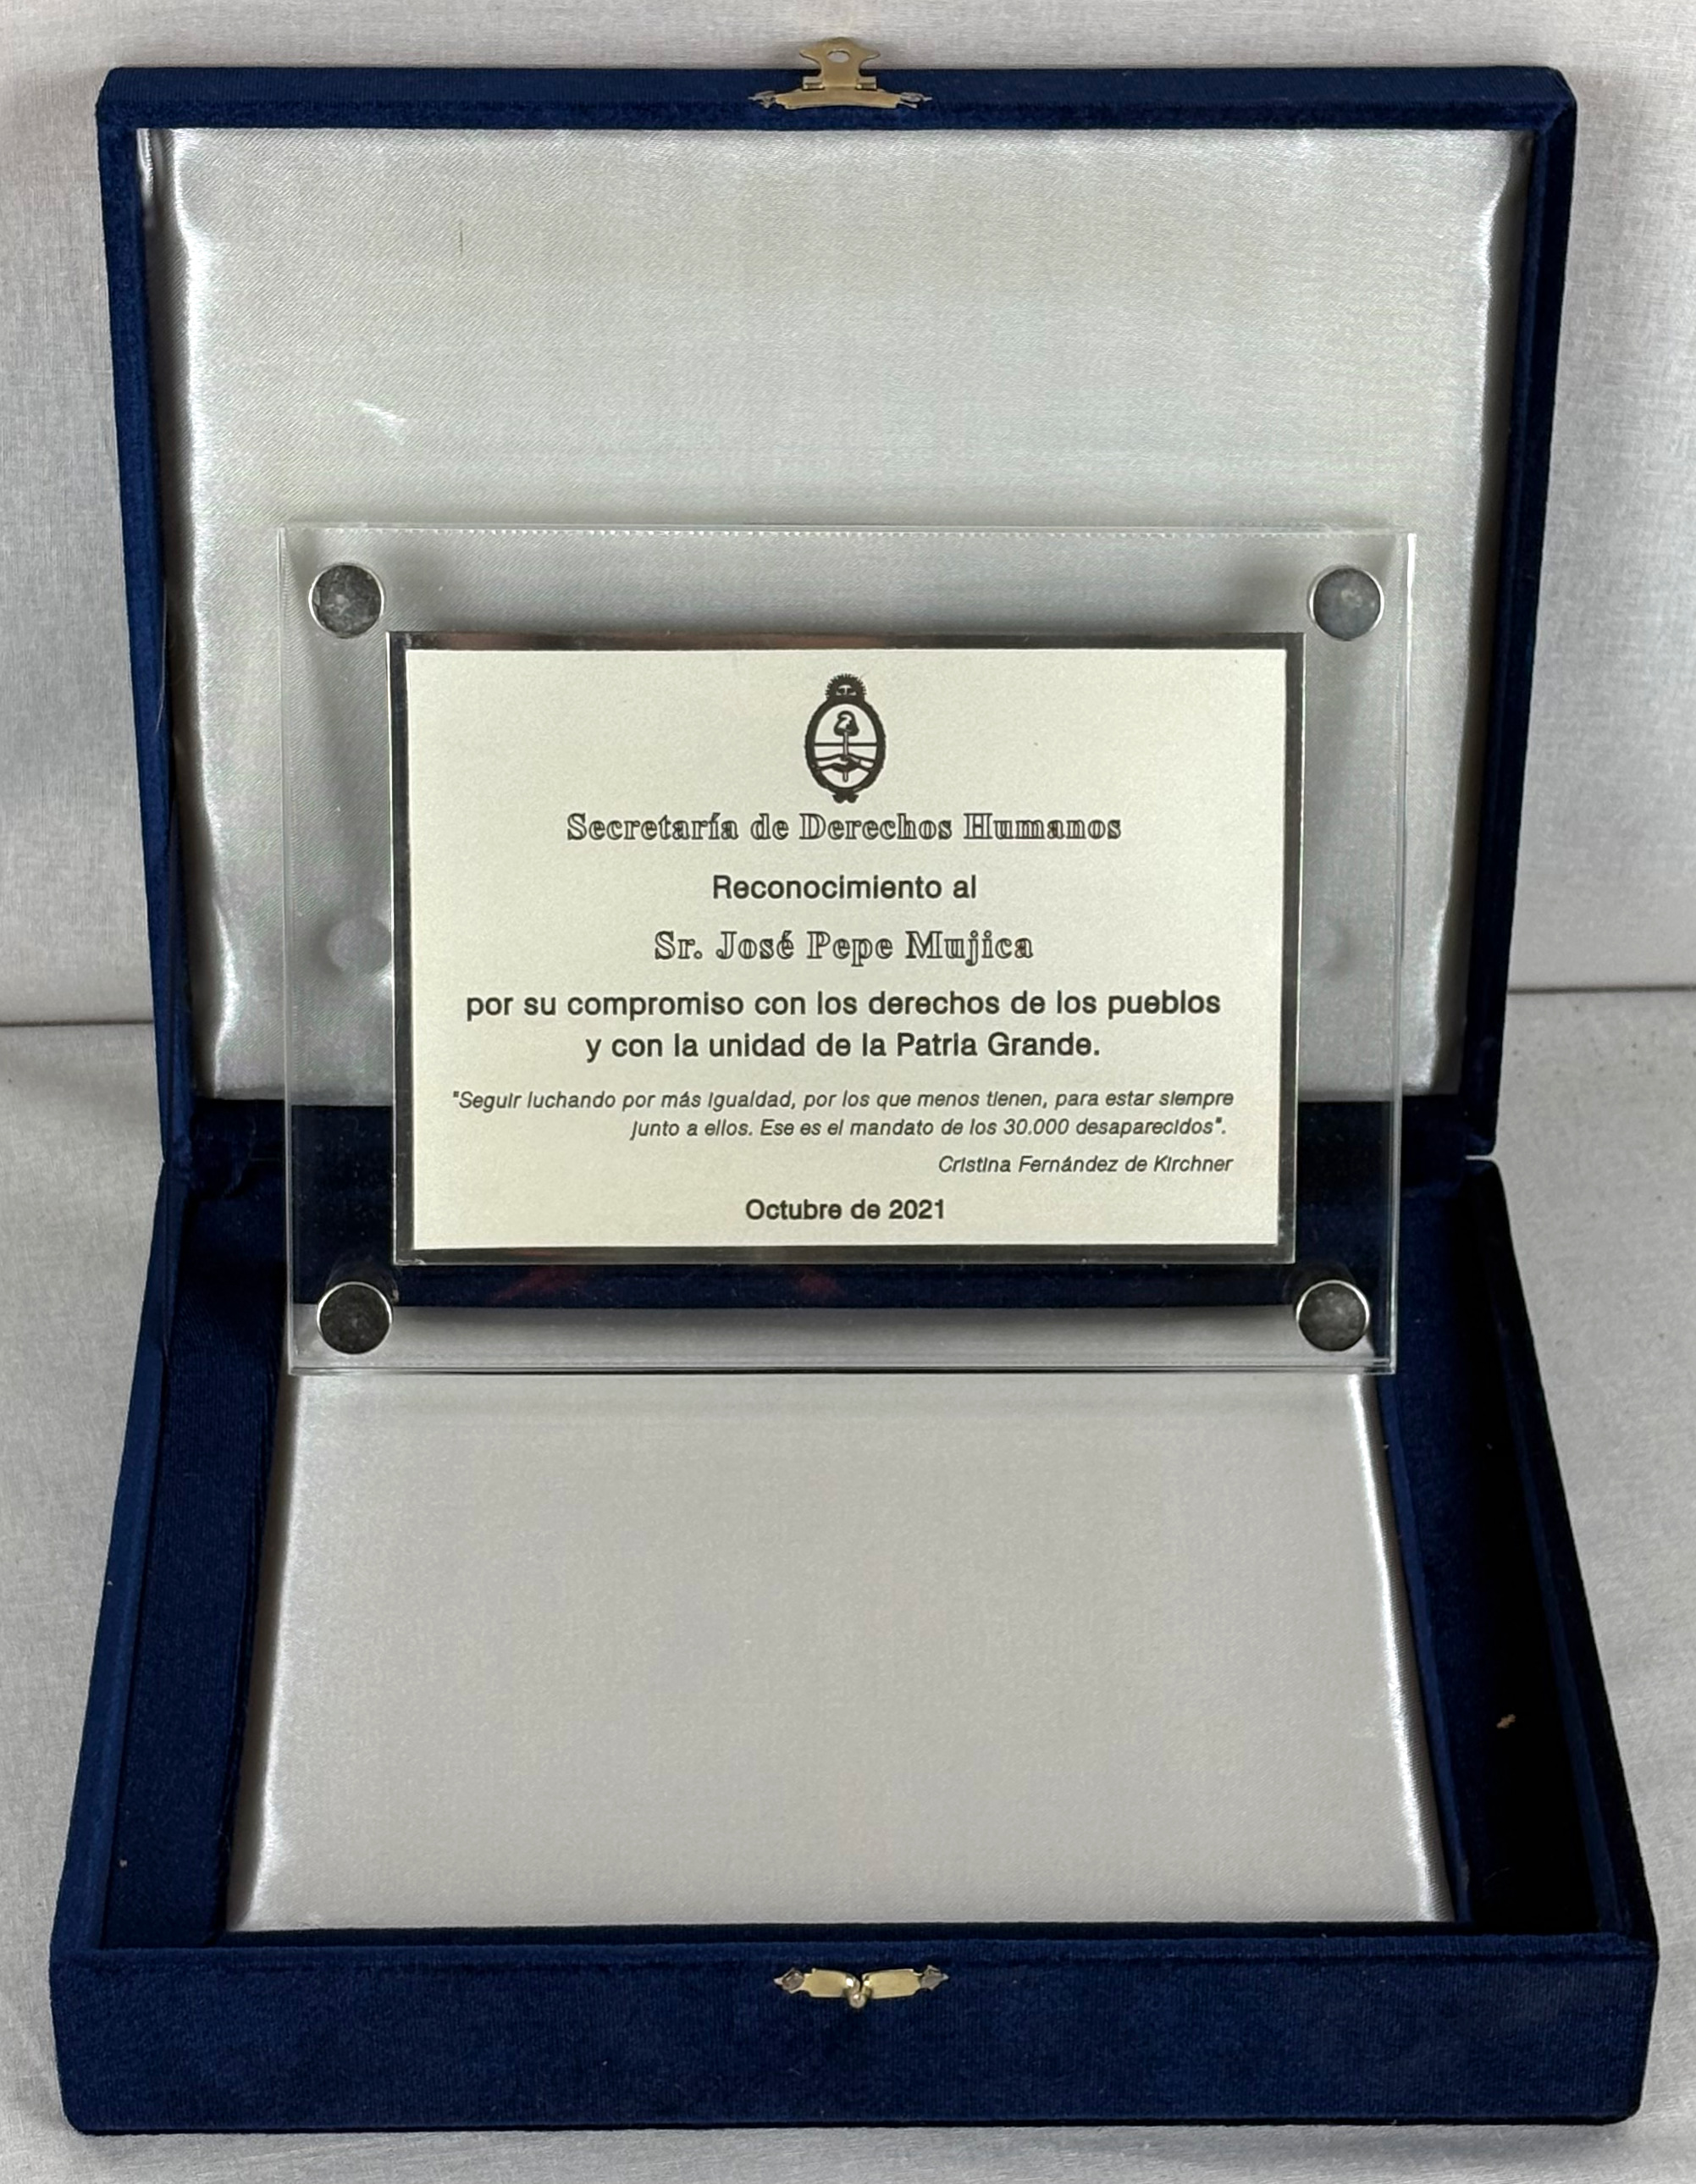 Secretaría de Derechos Humanos
Reconocimiento al
Sr. José Pepe Mujica
por su compromiso con los derechos de los pueblos
y con la unidad de la Patria Grande.
"Seguir luchando por más igualdad, por los que menos tienen, para estar siempre
junto a ellos. Ese es el mandato de los 30.000 desaparecidos".
Cristina Fernández de Kirchner
Octubre de 2021